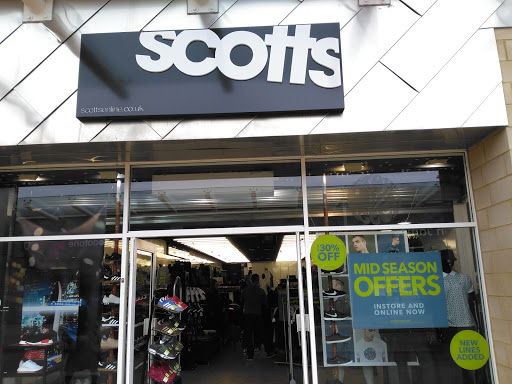 scotts
scottsonline.co.uk
30%
OFF
MID SEASON
OFFERS
INSTORE AND
ONLINE NOW
NEW
LINES
ADDED